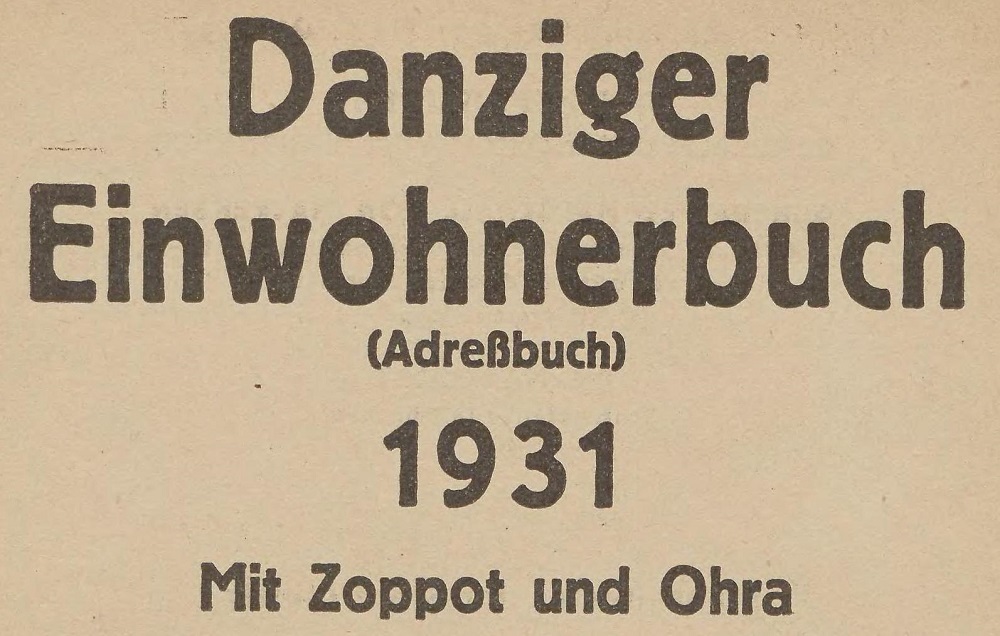 Danziger
Einwohnerbuch
(Adreßbuch)
1931
Mit Zoppot und Ohra